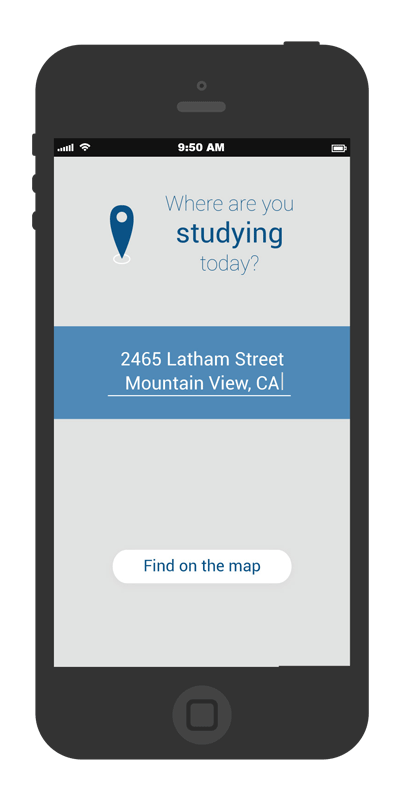 9:50 AM
Where are you
studying
today?
2465 Latham Street
Mountain View, CA
Find on the map